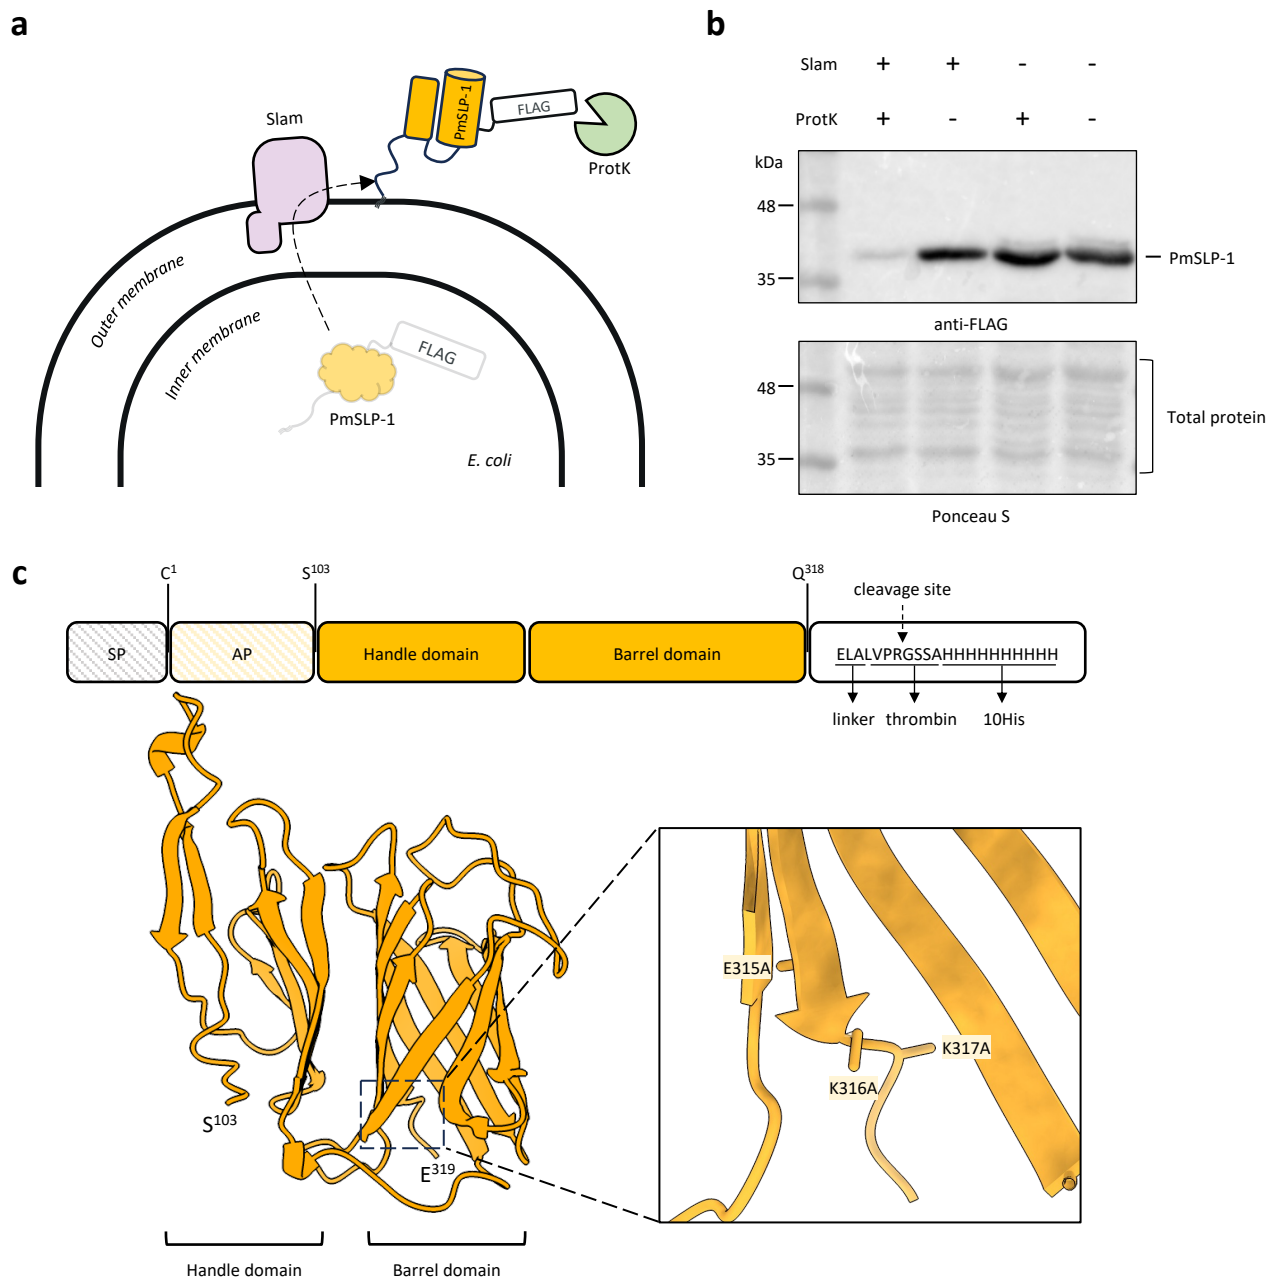 a
Slam
PmSLP-1
FLAG
ProtK
Outer membrane
Inner membrane
FLAG
PmSLP-1
E. coli
b
Slam + + - -
ProtK + - + -
kDa
48
35
PmSLP-1
anti-FLAG
48
35
Total protein
Ponceau S
c
C1 S103 Q318
cleavage site
SP AP Handle domain Barrel domain ELALVPRGSSAHHHHHHHHHH
linker thrombin 10His
E315A
K317A
K316A
S103
E319
Handle domain Barrel domain